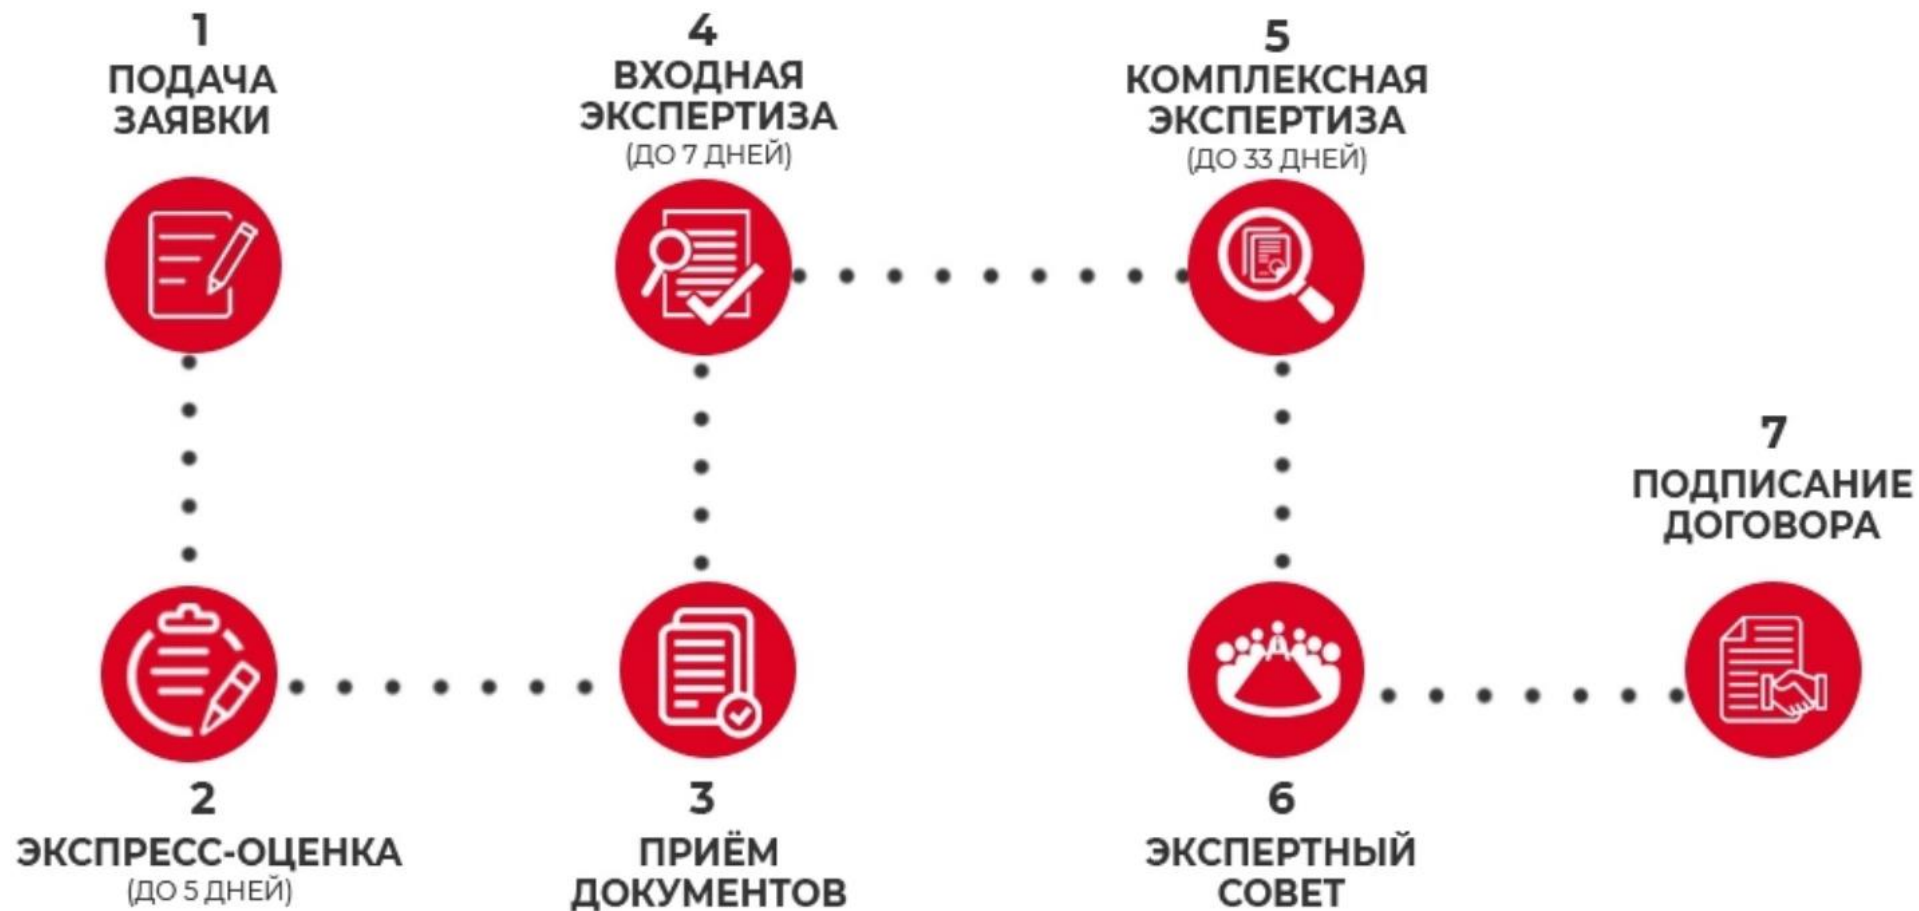 1
ПОДАЧА
ЗАЯВКИ
2
ЭКСПРЕСС-ОЦЕНКА
(ДО 5 ДНЕЙ)
3
ПРИЁМ
ДОКУМЕНТОВ
4
ВХОДНАЯ
ЭКСПЕРТИЗА
(ДО 7 ДНЕЙ)
5
КОМПЛЕКСНАЯ
ЭКСПЕРТИЗА
(ДО 33 ДНЕЙ)
6
ЭКСПЕРТНЫЙ
СОВЕТ
7
ПОДПИСАНИЕ
ДОГОВОРА